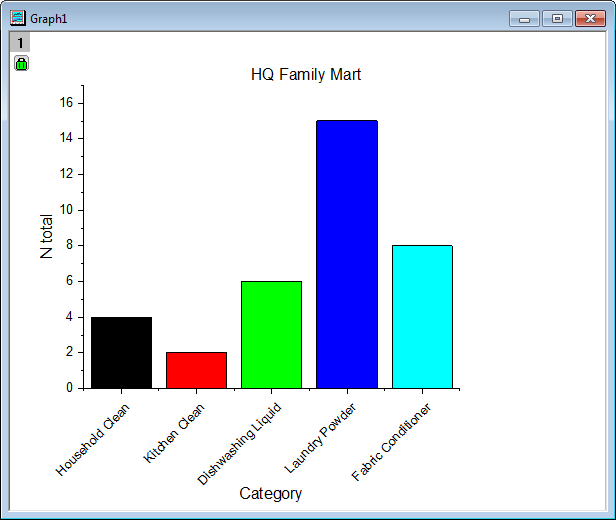 Graph1
1
HQ Family Mart
16
14
12
10
8
6
4
2
0
N total
Household Clean
Kitchen Clean
Dishwashing Liquid
Laundry Powder
Fabric Conditioner
Category